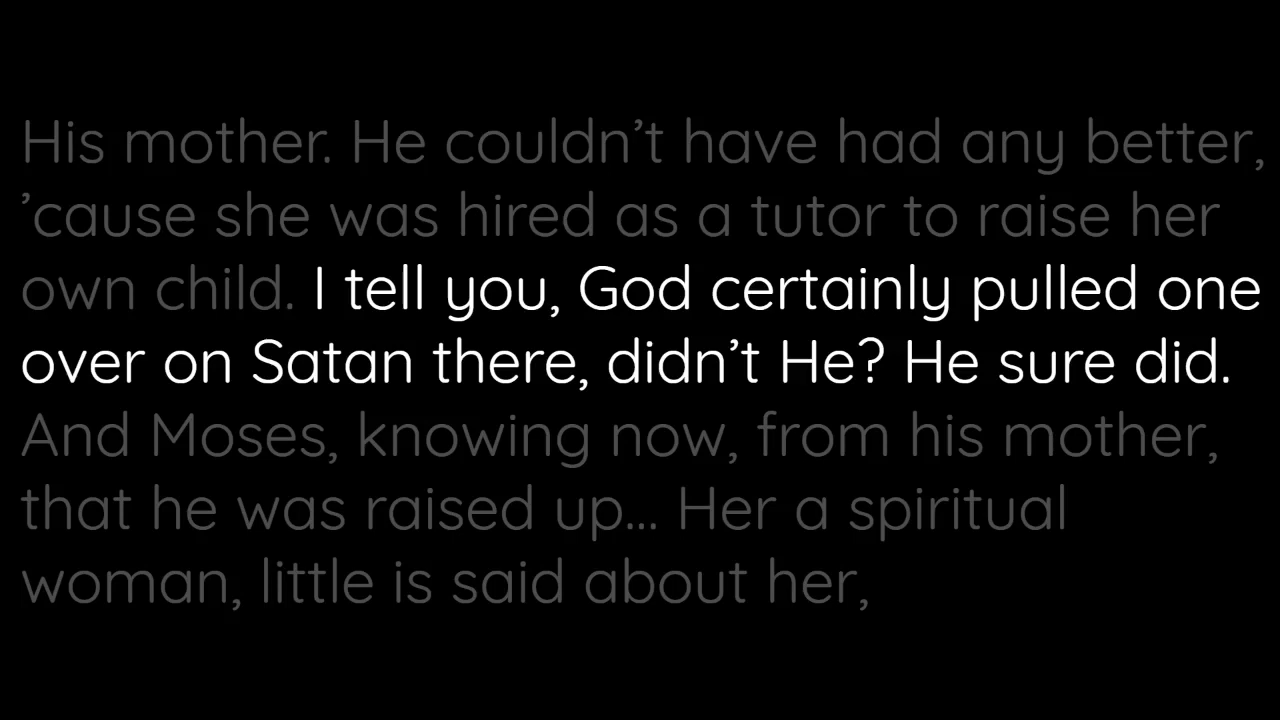 His mother. He couldn’t have had any better,
’cause she was hired as a tutor to raise her
own child. I tell you, God certainly pulled one
over on Satan there, didn’t He? He sure did.
And Moses, knowing now, from his mother,
that he was raised up... Her a spiritual
woman, little is said about her,